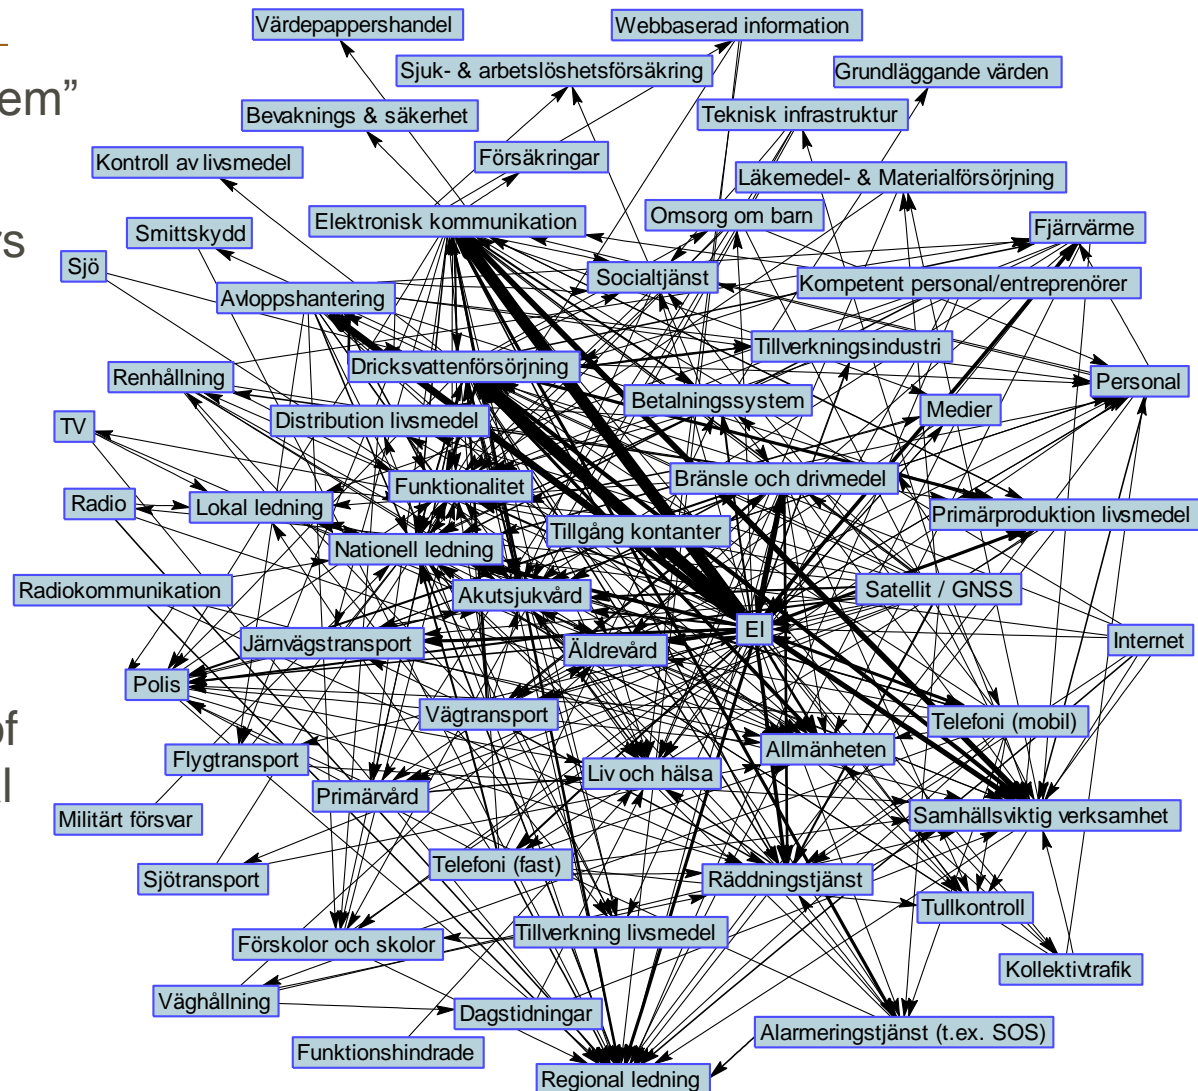 Värdepappershandel
Webbaserad information
Sjuk- & arbetslöshetsförsäkring
Grundläggande värden
em”
Bevaknings & säkerhet
Teknisk infrastruktur
Kontroll av livsmedel
Försäkringar
Läkemedel- & Materialförsörjning
Elektronisk kommunikation
Omsorg om barn
Smittskydd
Fjärrvärme
rs
Sjö
Socialtjänst
Kompetent personal/entreprenörer
Avloppshantering
Tillverkningsindustri
Dricksvattenförsörjning
Renhållning
Personal
Betalningssystem
Medier
Distribution livsmedel
TV
Bränsle och drivmedel
Funktionalitet
Radio
Lokal ledning
Primärproduktion livsmedel
Tillgång kontanter
Nationell ledning
Radiokommunikation
Satellit / GNSS
Akutsjukvård
El
Järnvägstransport
Internet
Äldrevård
Polis
Vägtransport
Telefoni (mobil)
of
Allmänheten
Flygtransport
Liv och hälsa
al
Primärvård
Militärt försvar
Samhällsviktig verksamhet
Telefoni (fast)
Sjötransport
Räddningstjänst
Tullkontroll
Tillverkning livsmedel
Förskolor och skolor
Kollektivtrafik
Väghållning
Dagstidningar
Alarmeringstjänst (t.ex. SOS)
Funktionshindrade
Regional ledning